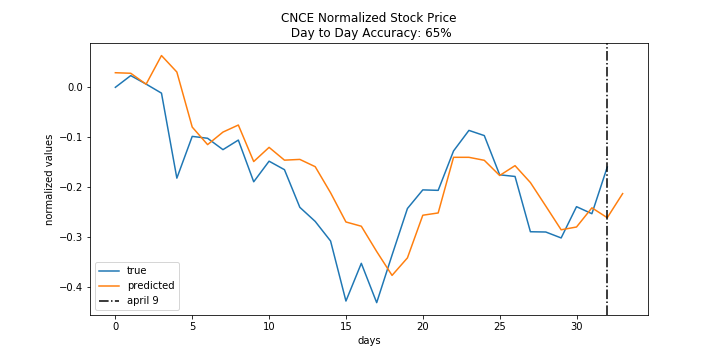 CNCE Normalized Stock Price
Day to Day Accuracy: 65%
normalized values
0.0
−0.1
−0.2
−0.3
−0.4
true
predicted
april 9
0 5 10 15 20 25 30
days